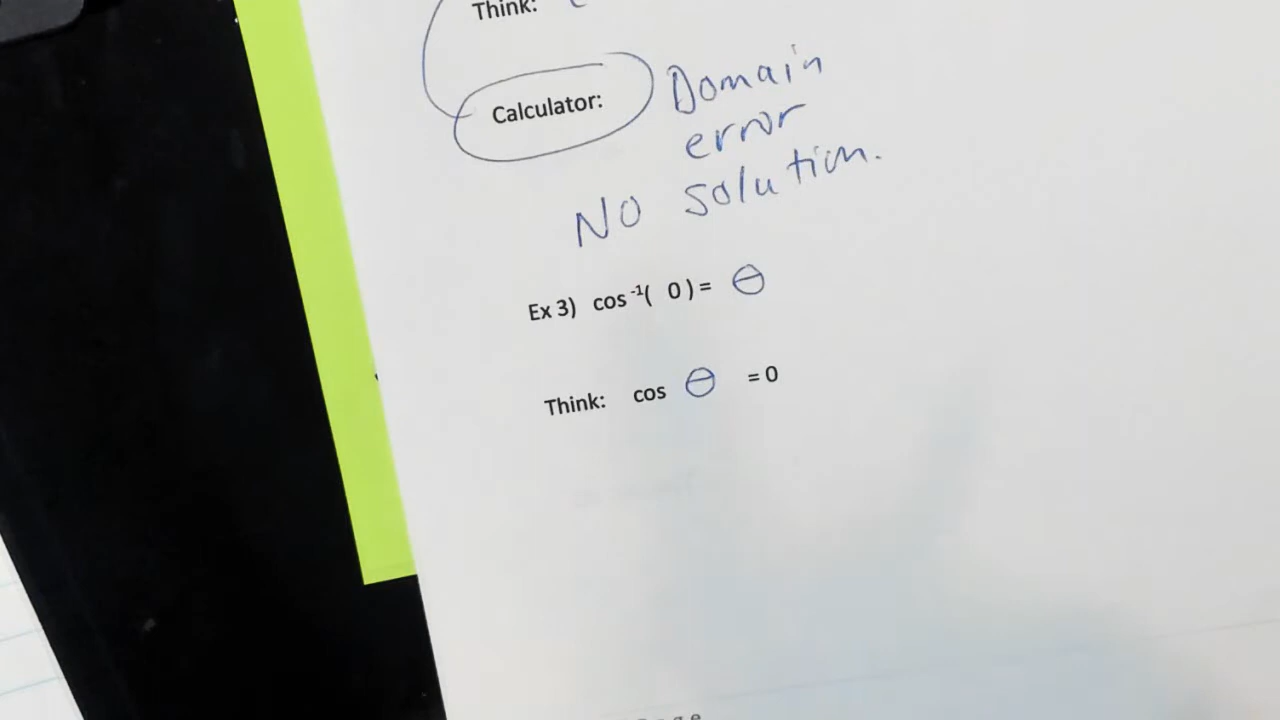 Think:
Calculator: Domain
error
NO solution.
Ex 3) cos⁻¹( 0 ) = θ
Think: cos θ = 0